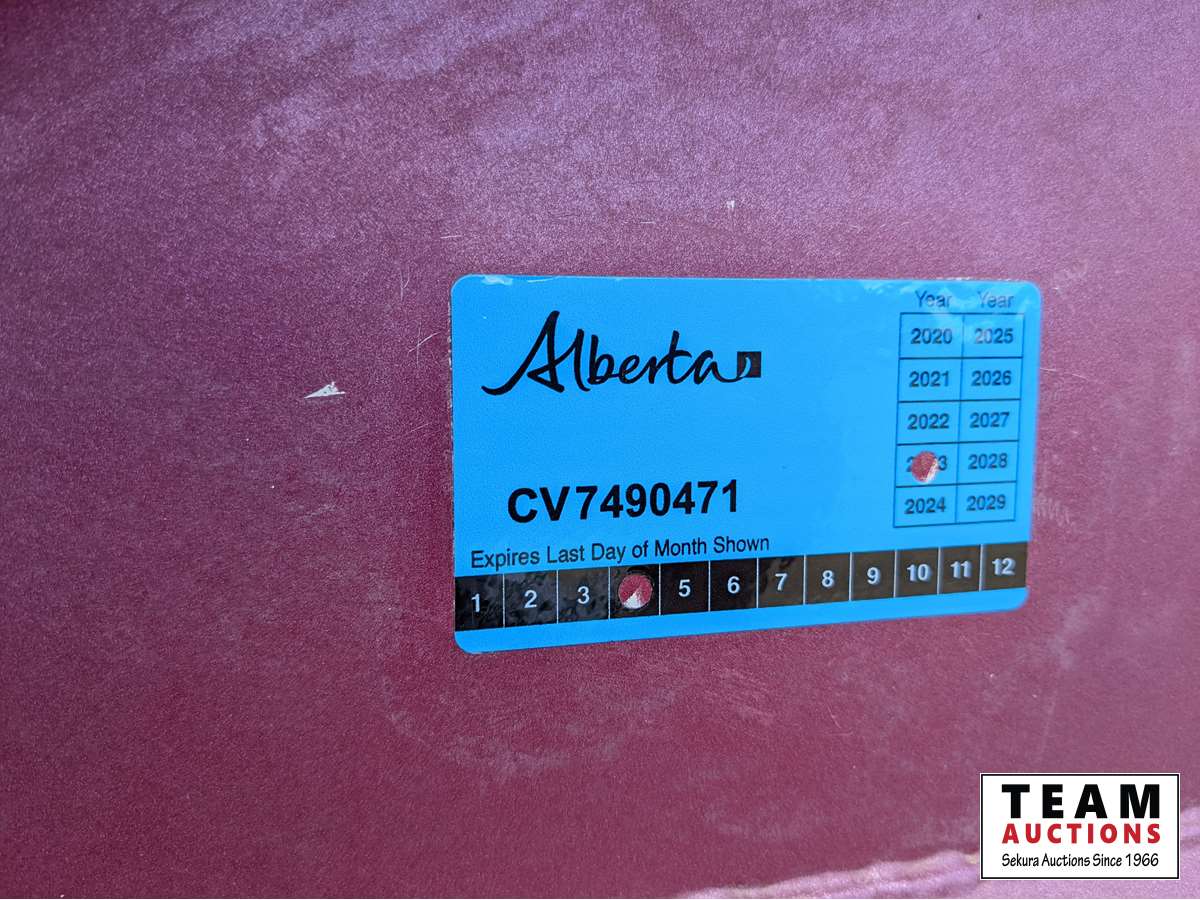 Alberta
Year Year
2020 2025
2021 2026
2022 2027
2028
2024 2029
CV7490471
Expires Last Day of Month Shown
1 2 3 5 6 7 8 9 10 11 12
TEAM
AUCTIONS
Sekura Auctions Since 1966